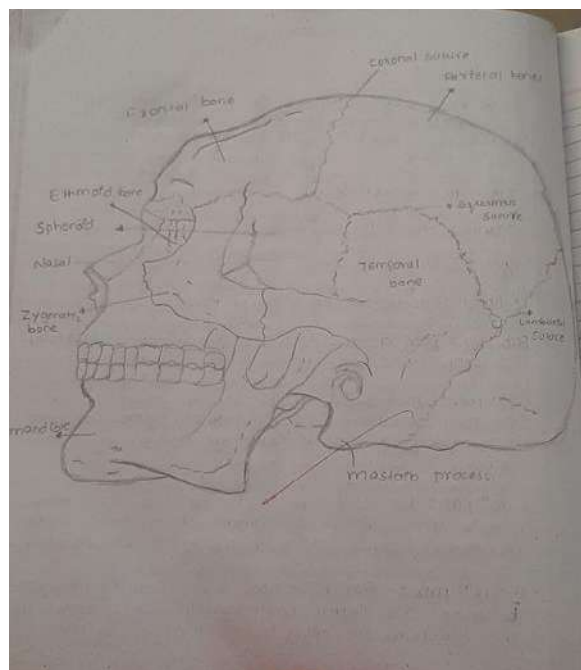 Coronal suture
Parietal bones
Frontal bone
Ethmoid bone
Sphenoid
Squamous
suture
Nasal
Temporal
bone
Zygomatic
bone
Lambdoid
suture
mandible
mastoid process